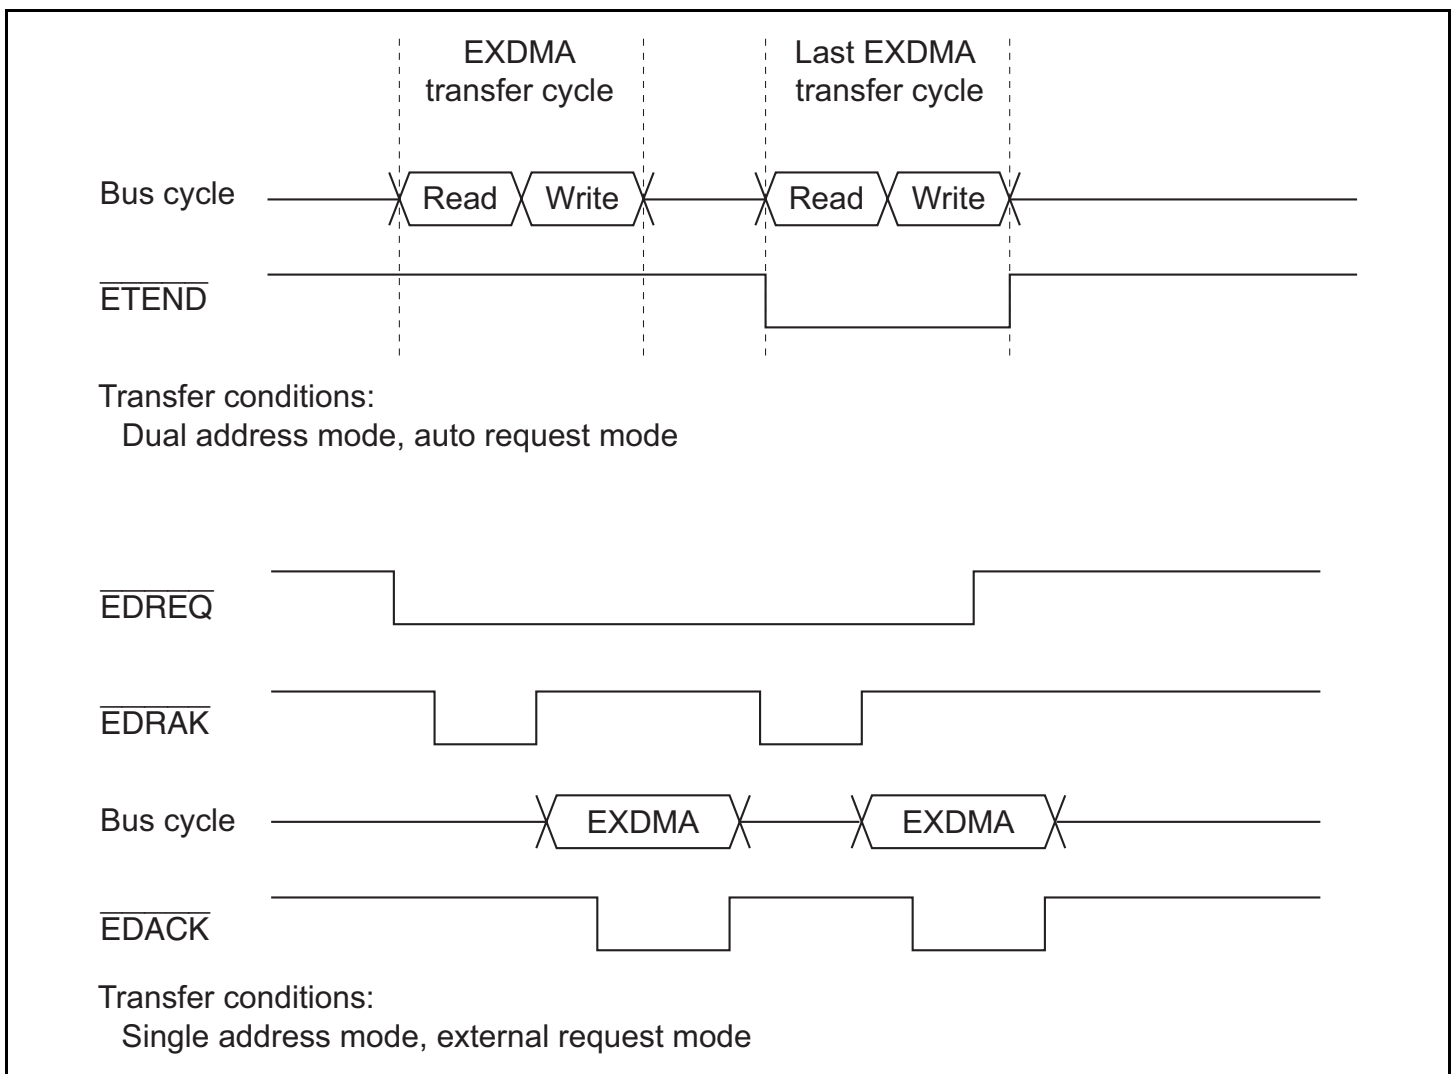 EXDMA
transfer cycle
Last EXDMA
transfer cycle
Bus cycle
Read
Write
Read
Write
ETEND
Transfer conditions:
Dual address mode, auto request mode
EDREQ
EDRAK
Bus cycle
EXDMA
EXDMA
EDACK
Transfer conditions:
Single address mode, external request mode